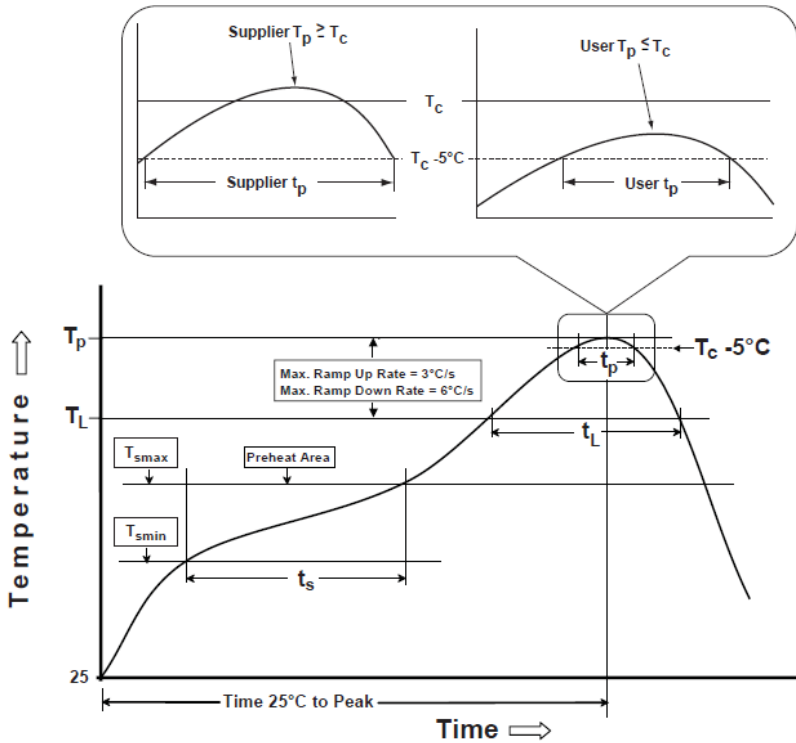 Supplier Tp ≥ Tc
User Tp ≤ Tc
Tc
Tc -5°C
Supplier tp
User tp
Tp
Tc -5°C
tp
Max. Ramp Up Rate = 3°C/s
Max. Ramp Down Rate = 6°C/s
TL
tL
Tsmax
Preheat Area
Tsmin
ts
Temperature
25
Time 25°C to Peak
Time